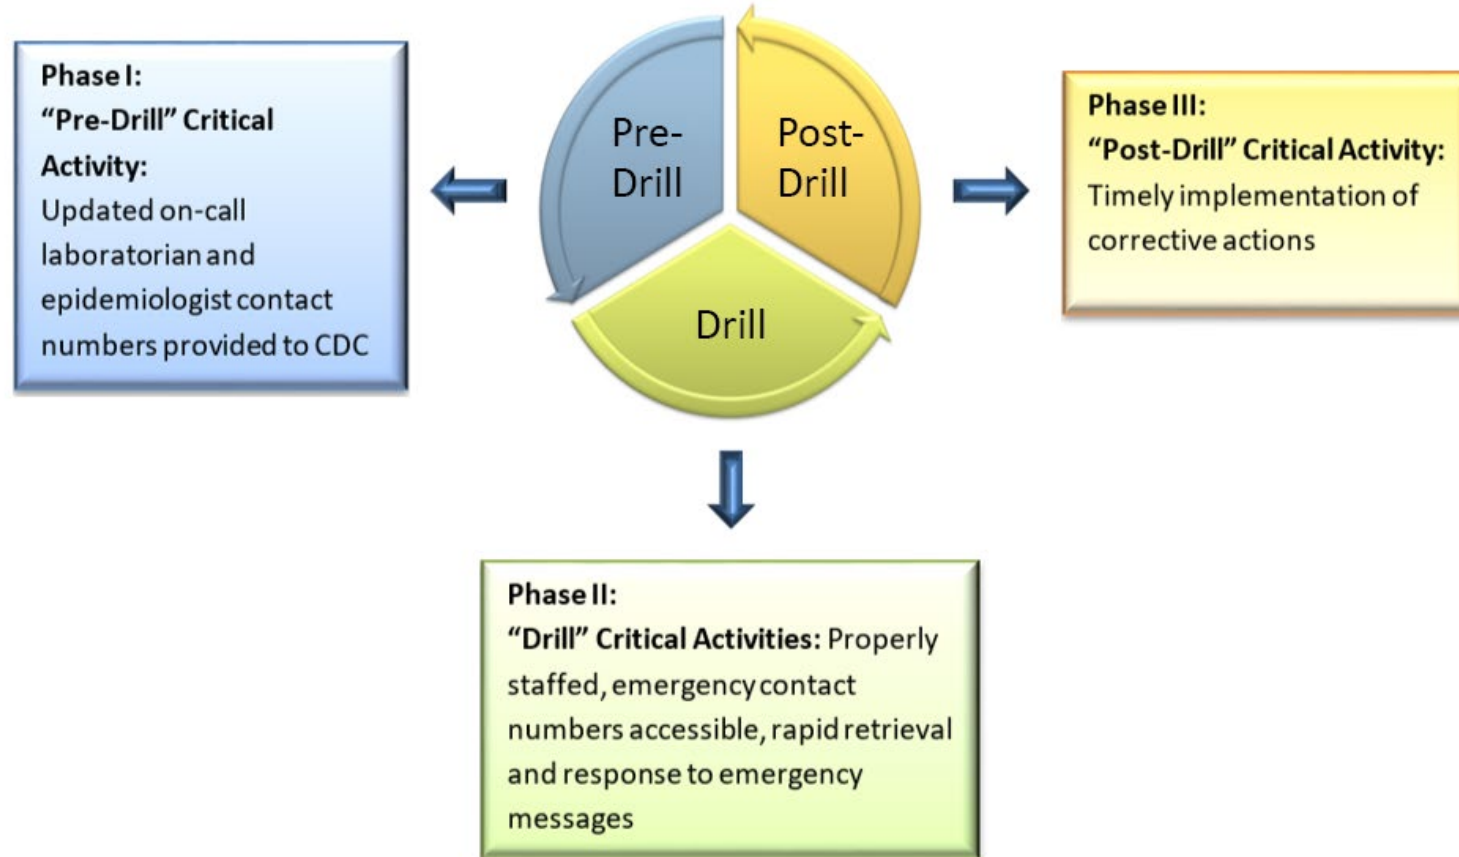 Phase I:
“Pre-Drill” Critical
Activity:
Updated on-call
laboratorian and
epidemiologist contact
numbers provided to CDC
Pre-
Drill
Post-
Drill
Drill
Phase III:
“Post-Drill” Critical Activity:
Timely implementation of
corrective actions
Phase II:
“Drill” Critical Activities: Properly
staffed, emergency contact
numbers accessible, rapid retrieval
and response to emergency
messages